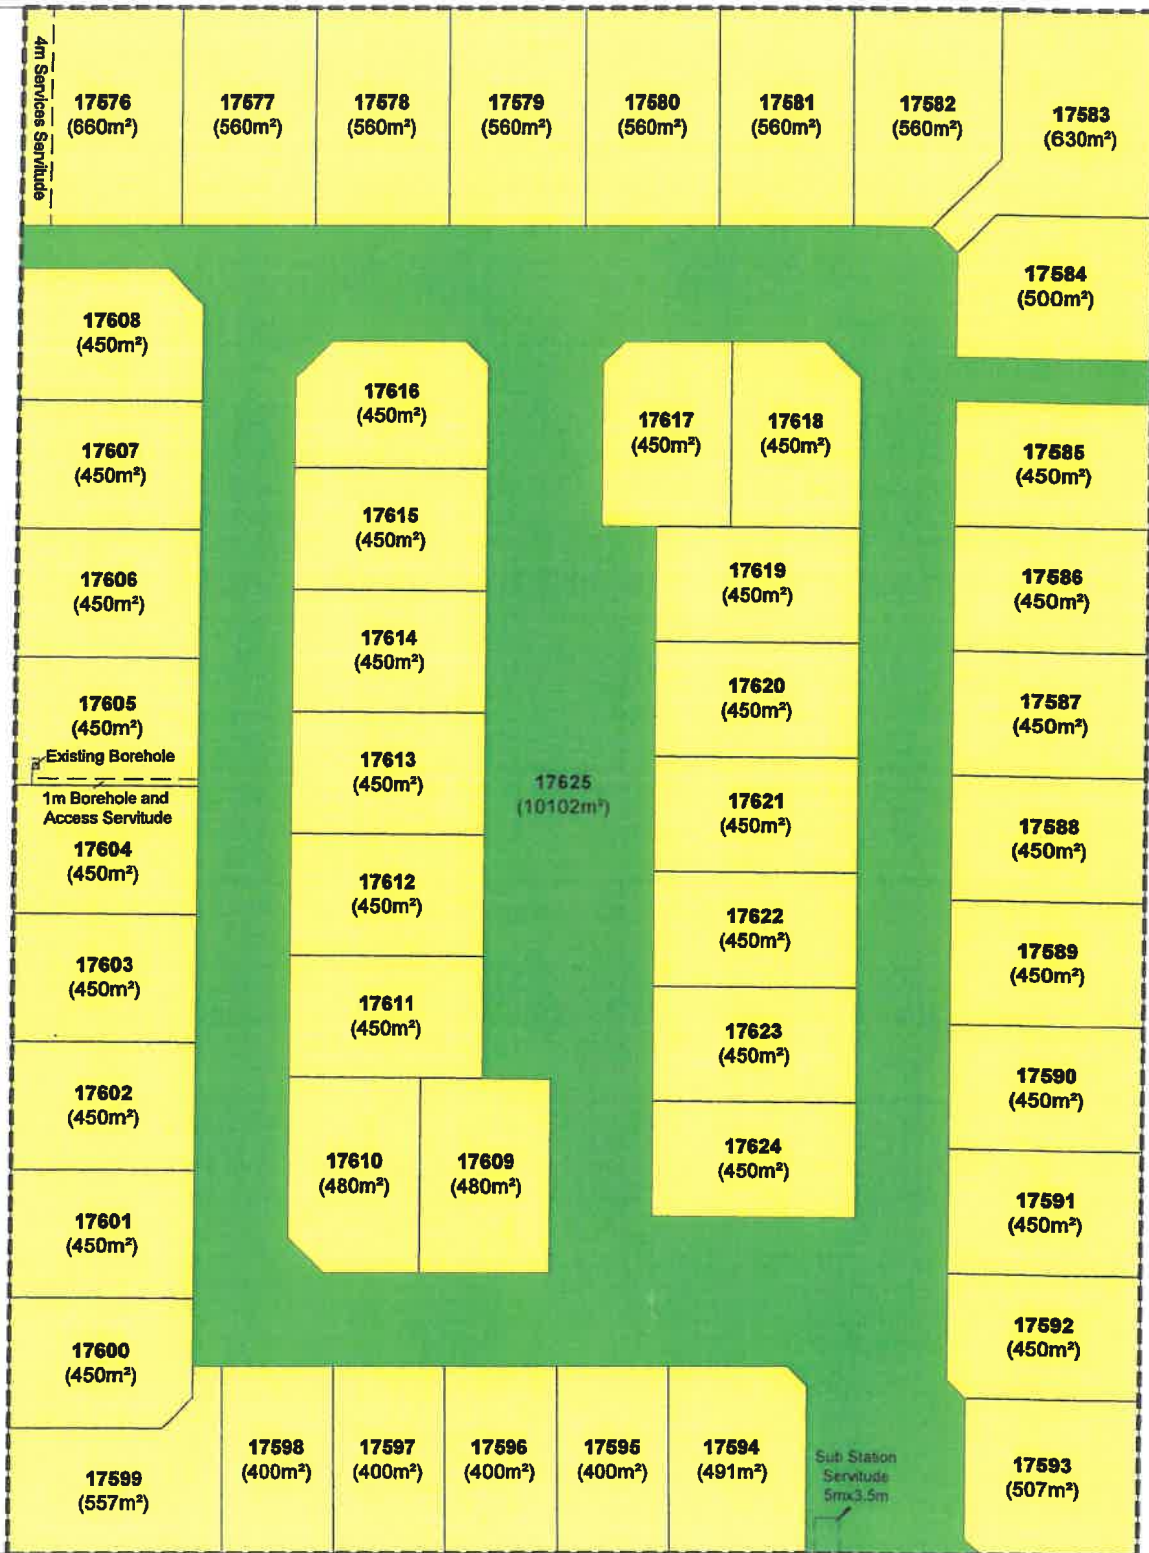 4m Services Servitude
17576
(660m²)
17577
(560m²)
17578
(560m²)
17579
(560m²)
17580
(560m²)
17581
(560m²)
17582
(560m²)
17583
(630m²)
17584
(500m²)
17608
(450m²)
17607
(450m²)
17606
(450m²)
17605
(450m²)
Existing Borehole
1m Borehole and
Access Servitude
17604
(450m²)
17603
(450m²)
17602
(450m²)
17601
(450m²)
17600
(450m²)
17599
(557m²)
17616
(450m²)
17615
(450m²)
17614
(450m²)
17613
(450m²)
17612
(450m²)
17611
(450m²)
17610
(480m²)
17609
(480m²)
17625
(10102m²)
17617
(450m²)
17618
(450m²)
17619
(450m²)
17620
(450m²)
17621
(450m²)
17622
(450m²)
17623
(450m²)
17624
(450m²)
17585
(450m²)
17586
(450m²)
17587
(450m²)
17588
(450m²)
17589
(450m²)
17590
(450m²)
17591
(450m²)
17592
(450m²)
17593
(507m²)
17598
(400m²)
17597
(400m²)
17596
(400m²)
17595
(400m²)
17594
(491m²)
Sub Station
Servitude
5mx3.5m